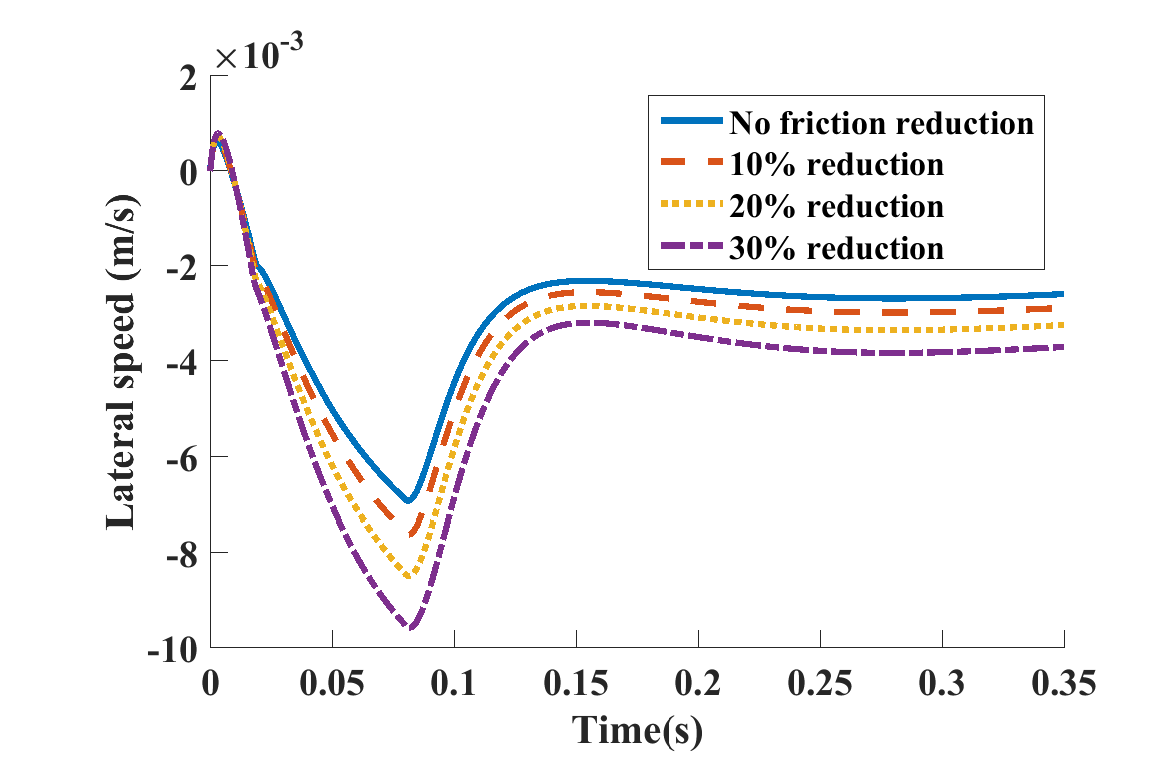 ×10⁻³
2
0
-2
-4
-6
-8
-10
Lateral speed (m/s)
No friction reduction
10% reduction
20% reduction
30% reduction
0 0.05 0.1 0.15 0.2 0.25 0.3 0.35
Time(s)